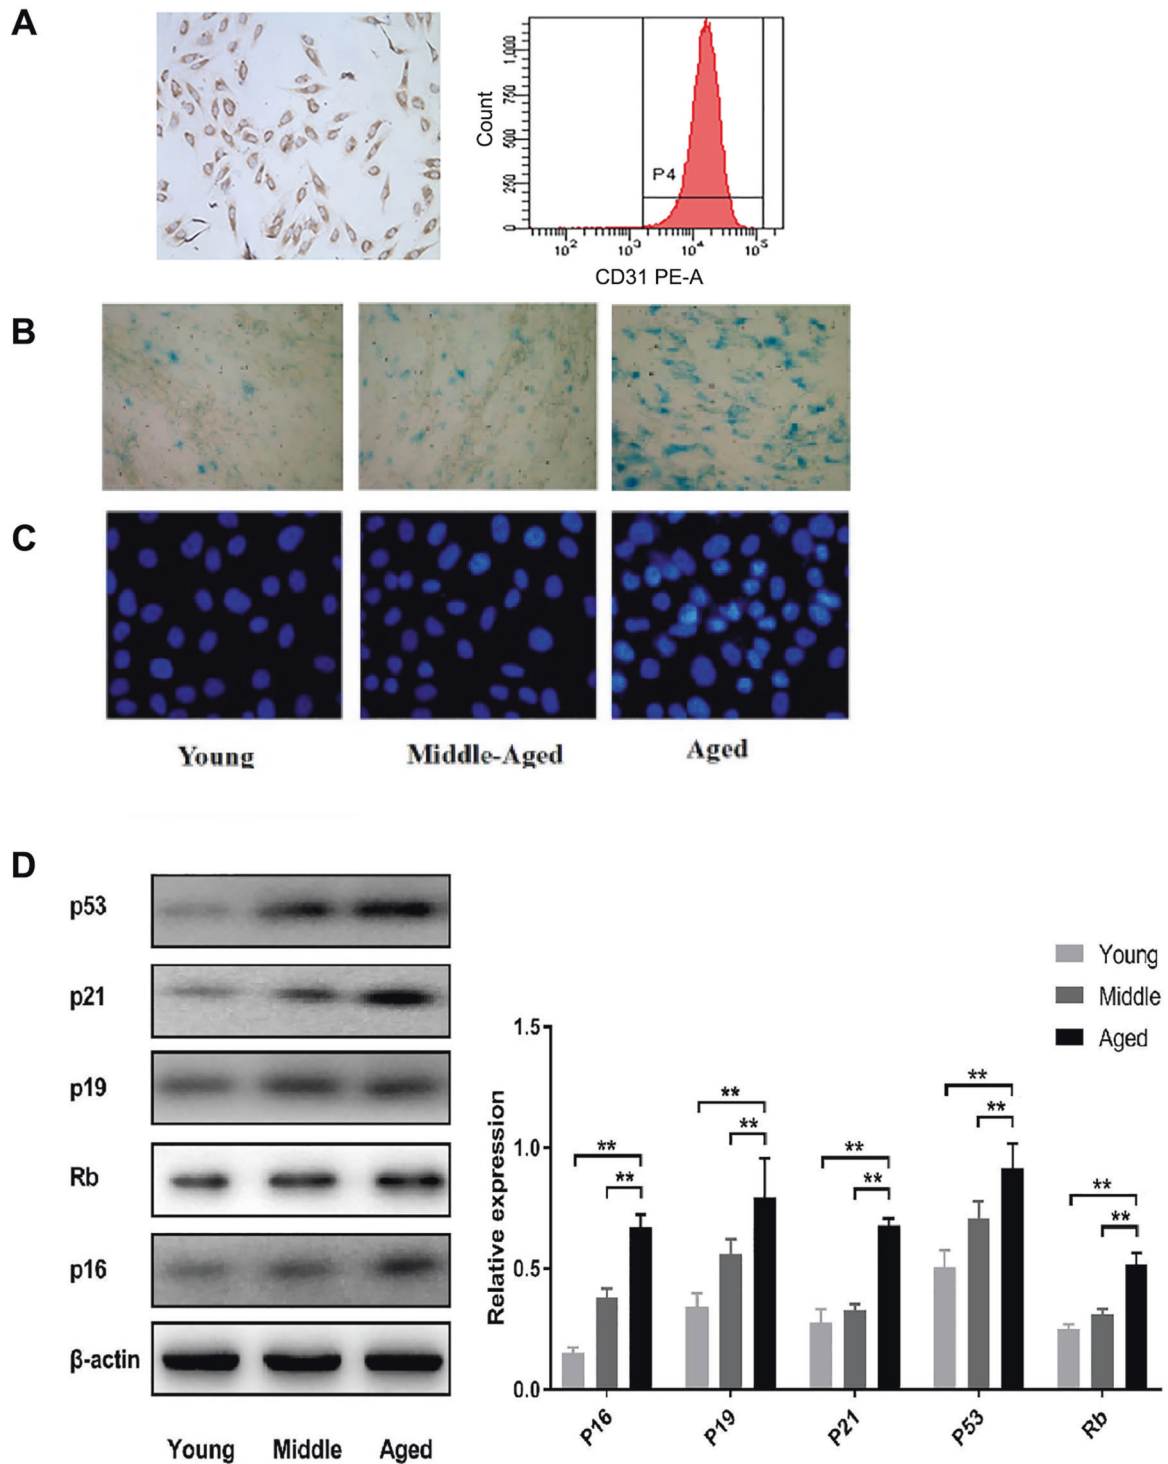 A
1,000
750
500
250
0
Count
P4
10² 10³ 10⁴ 10⁵
CD31 PE-A
B
C
Young Middle-Aged Aged
D
p53
p21
p19
Rb
p16
β-actin
Young Middle Aged
Young
Middle
Aged
Relative expression
1.5
1.0
0.5
0.0
** ** ** ** **
** ** ** ** **
P16 P19 P21 P53 Rb